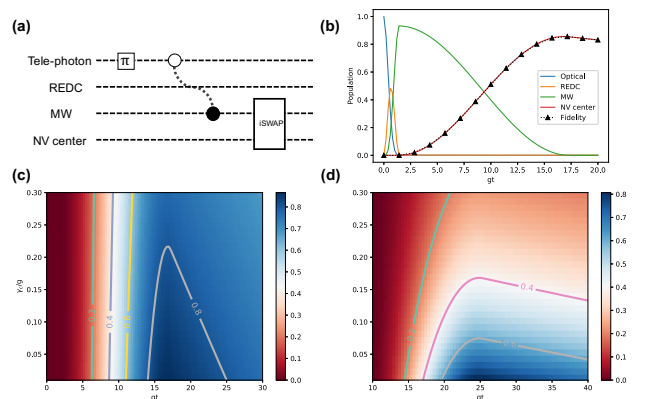 (a)
Tele-photon
π
REDC
MW
iSWAP
NV center
(b)
Population
1.0
0.8
0.6
0.4
0.2
0.0
Optical
REDC
MW
NV center
Fidelity
0.0 2.5 5.0 7.5 10.0 12.5 15.0 17.5 20.0
gt
(c)
0.30
0.25
0.20
0.15
0.10
0.05
0.4
0.8
0 5 10 15 20 25 30
gt
0.8
0.7
0.6
0.5
0.4
0.3
0.2
0.1
0.0
(d)
0.30
0.25
0.20
0.15
0.10
0.05
0.4
10 15 20 25 30 35 40
gt
0.8
0.7
0.6
0.5
0.4
0.3
0.2
0.1
0.0